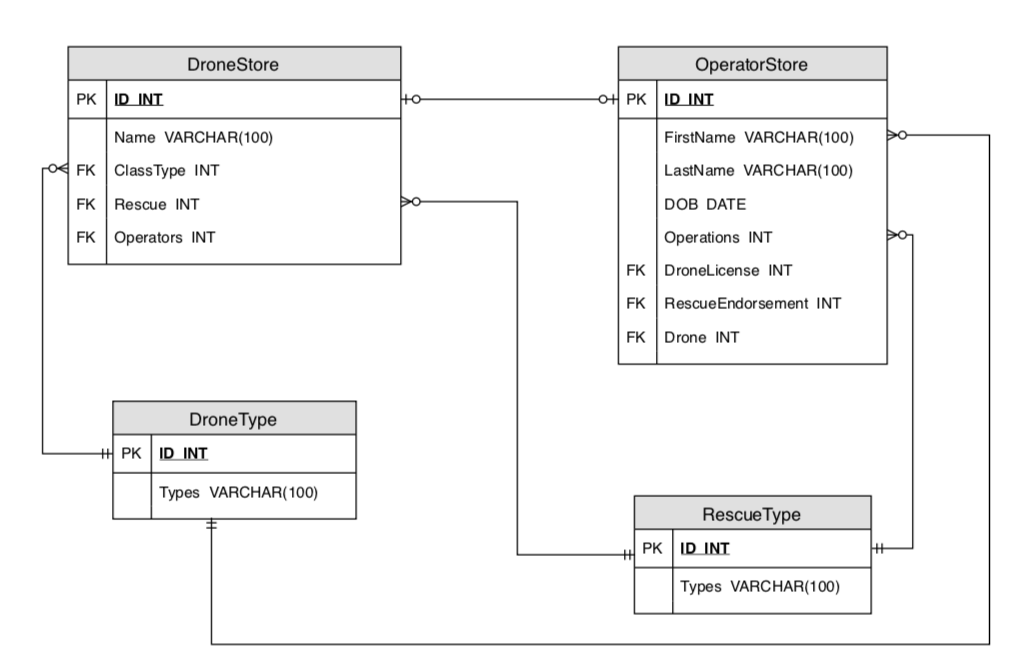 DroneStore
PK ID INT
Name VARCHAR(100)
FK ClassType INT
FK Rescue INT
FK Operators INT
OperatorStore
PK ID INT
FirstName VARCHAR(100)
LastName VARCHAR(100)
DOB DATE
Operations INT
FK DroneLicense INT
FK RescueEndorsement INT
FK Drone INT
DroneType
PK ID INT
Types VARCHAR(100)
RescueType
PK ID INT
Types VARCHAR(100)